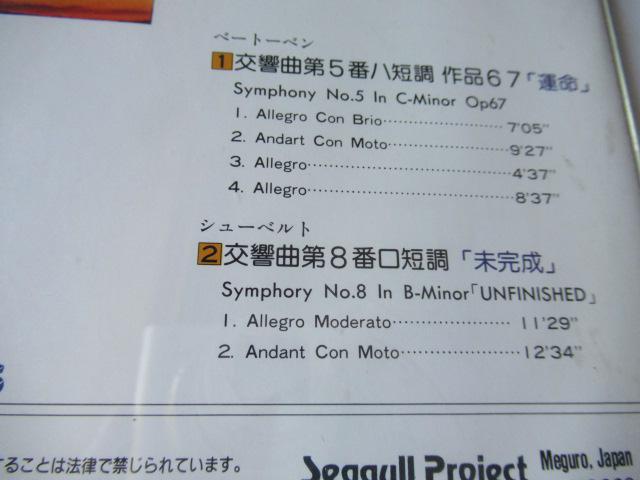 ベートーベン
1 交響曲第5番ハ短調 作品67「運命」
Symphony No.5 In C-Minor Op67
1. Allegro Con Brio……………………7'05"
2. Andart Con Moto……………………9'27"
3. Allegro……………………………4'37"
4. Allegro……………………………8'37"
シューベルト
2 交響曲第8番ロ短調「未完成」
Symphory No.8 In B-Minor「UNFINISHED」
1. Allegro Moderato…………………11'29"
2. Andant Con Moto…………………12'34"
することは法律で禁じられています。
Seagull Project Meguro, Japan